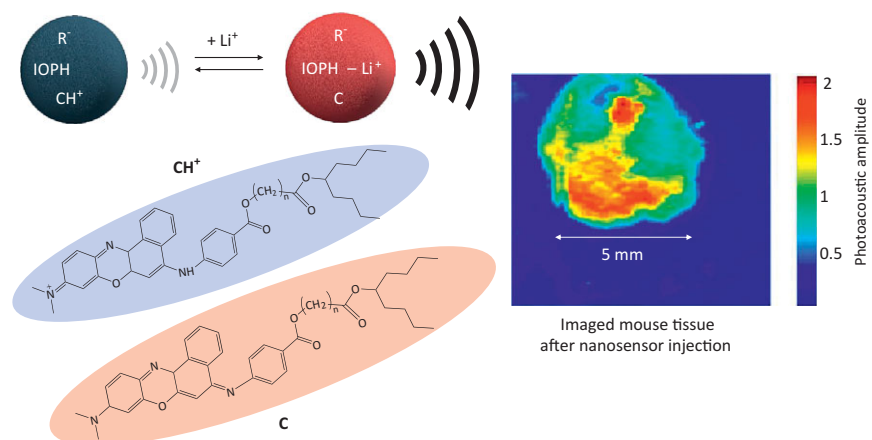 R⁻
IOPH
CH⁺
+ Li⁺
R⁻
IOPH – Li⁺
C
CH⁺
N
O
N⁺
NH
O
O
(CH₂)n
O
O
N
O
N
N
O
O
(CH₂)n
O
O
C
5 mm
Imaged mouse tissue
after nanosensor injection
2
1.5
1
0.5
Photoacoustic amplitude